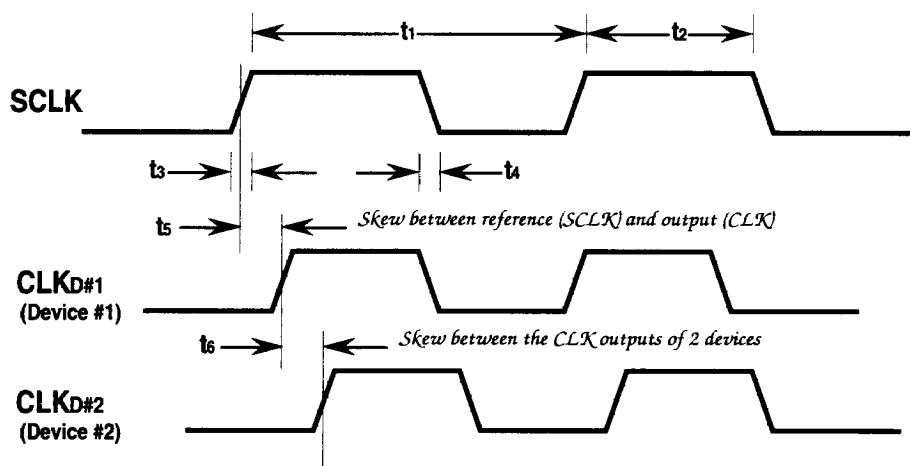 t1
t2
SCLK
t3
t4
t5
Skew between reference (SCLK) and output (CLK)
CLKD#1
(Device #1)
t6
Skew between the CLK outputs of 2 devices
CLKD#2
(Device #2)